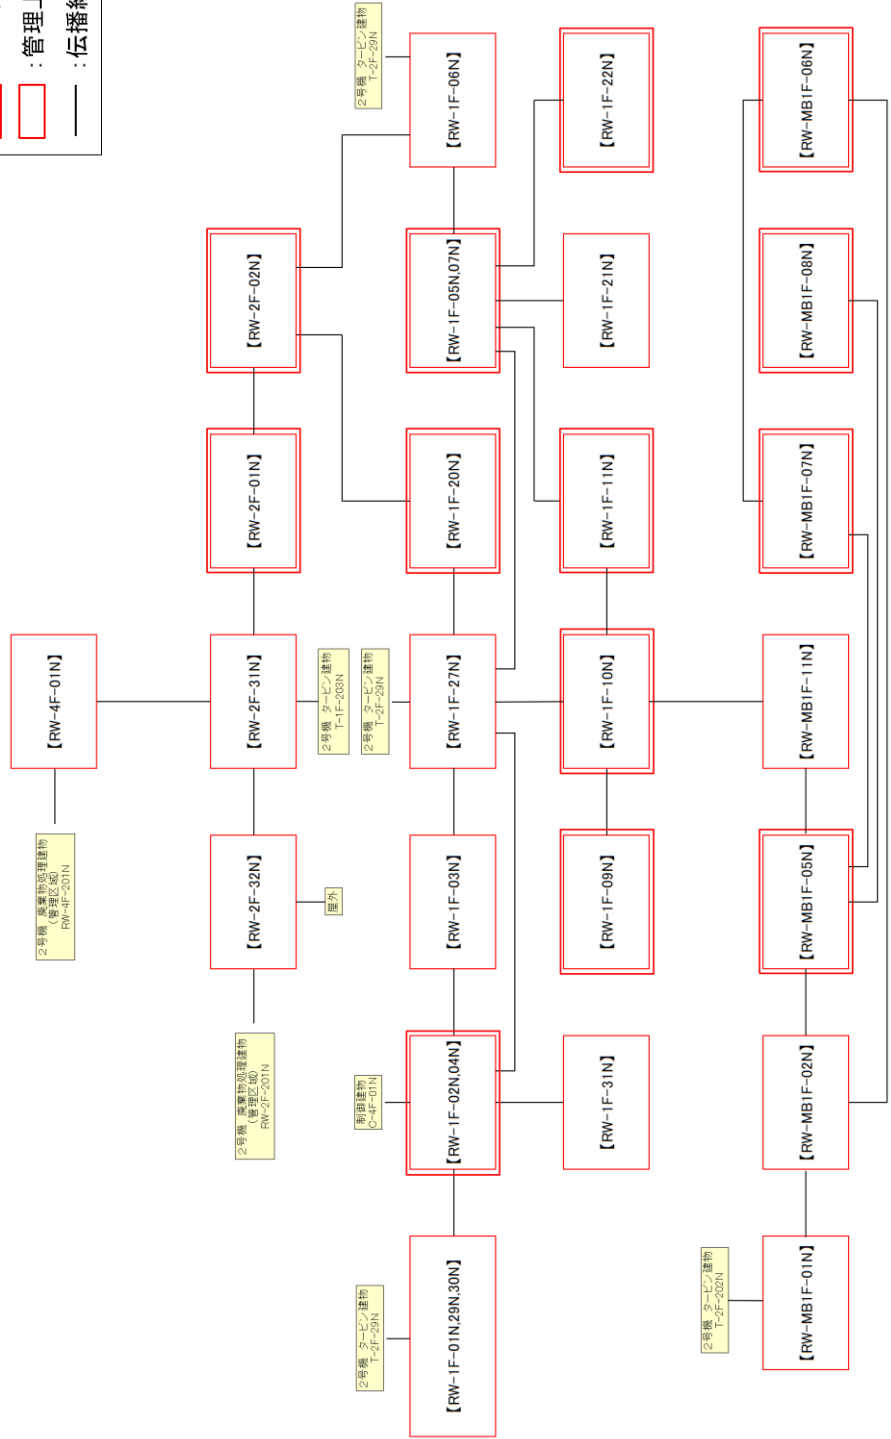 ：管理上
：伝播経
【RW-4F-01N】
2号機 廃棄物処理建物
（管理区域）
RW-4F-201N
【RW-2F-32N】
【RW-2F-31N】
【RW-2F-01N】
【RW-2F-02N】
2号機 廃棄物処理建物
（管理区域）
RW-2F-201N
屋外
2号機 タービン建物
T-1F-203N
2号機 タービン建物
T-2F-29N
制御建物
C-4F-01N
2号機 タービン建物
T-2F-29N
2号機 タービン建物
T-2F-29N
【RW-1F-01N,29N,30N】
【RW-1F-02N,04N】
【RW-1F-03N】
【RW-1F-27N】
【RW-1F-20N】
【RW-1F-05N,07N】
【RW-1F-06N】
【RW-1F-31N】
【RW-1F-09N】
【RW-1F-10N】
【RW-1F-11N】
【RW-1F-21N】
【RW-1F-22N】
2号機 タービン建物
T-2F-202N
【RW-MB1F-01N】
【RW-MB1F-02N】
【RW-MB1F-05N】
【RW-MB1F-11N】
【RW-MB1F-07N】
【RW-MB1F-08N】
【RW-MB1F-06N】